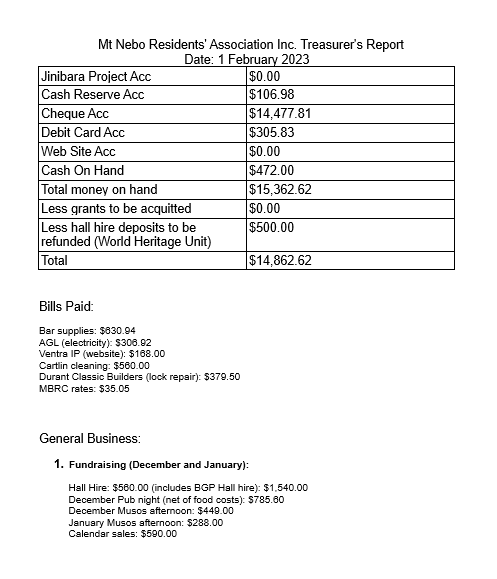 Mt Nebo Residents' Association Inc. Treasurer's Report
Date: 1 February 2023
Jinibara Project Acc $0.00
Cash Reserve Acc $106.98
Cheque Acc $14,477.81
Debit Card Acc $305.83
Web Site Acc $0.00
Cash On Hand $472.00
Total money on hand $15,362.62
Less grants to be acquitted $0.00
Less hall hire deposits to be $500.00
refunded (World Heritage Unit)
Total $14,862.62
Bills Paid:
Bar supplies: $630.94
AGL (electricity): $306.92
Ventra IP (website): $168.00
Cartlin cleaning: $560.00
Durant Classic Builders (lock repair): $379.50
MBRC rates: $35.05
General Business:
1. Fundraising (December and January):
Hall Hire: $560.00 (includes BGP Hall hire): $1,540.00
December Pub night (net of food costs): $785.60
December Musos afternoon: $449.00
January Musos afternoon: $288.00
Calendar sales: $590.00